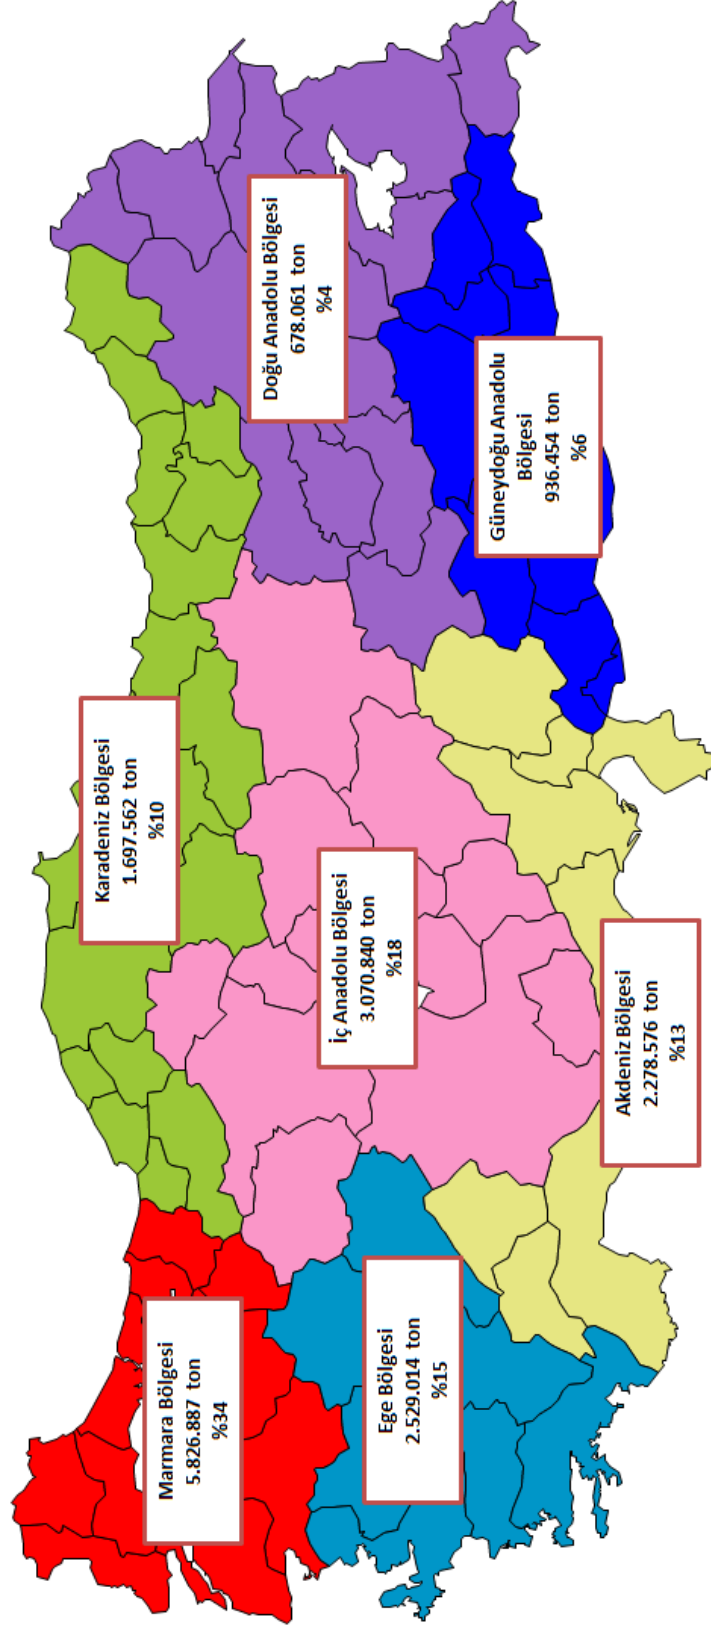 Marmara Bölgesi
5.826.887 ton
%34
Karadeniz Bölgesi
1.697.562 ton
%10
Doğu Anadolu Bölgesi
678.061 ton
%4
Ege Bölgesi
2.529.014 ton
%15
İç Anadolu Bölgesi
3.070.840 ton
%18
Güneydoğu Anadolu
Bölgesi
936.454 ton
%6
Akdeniz Bölgesi
2.278.576 ton
%13